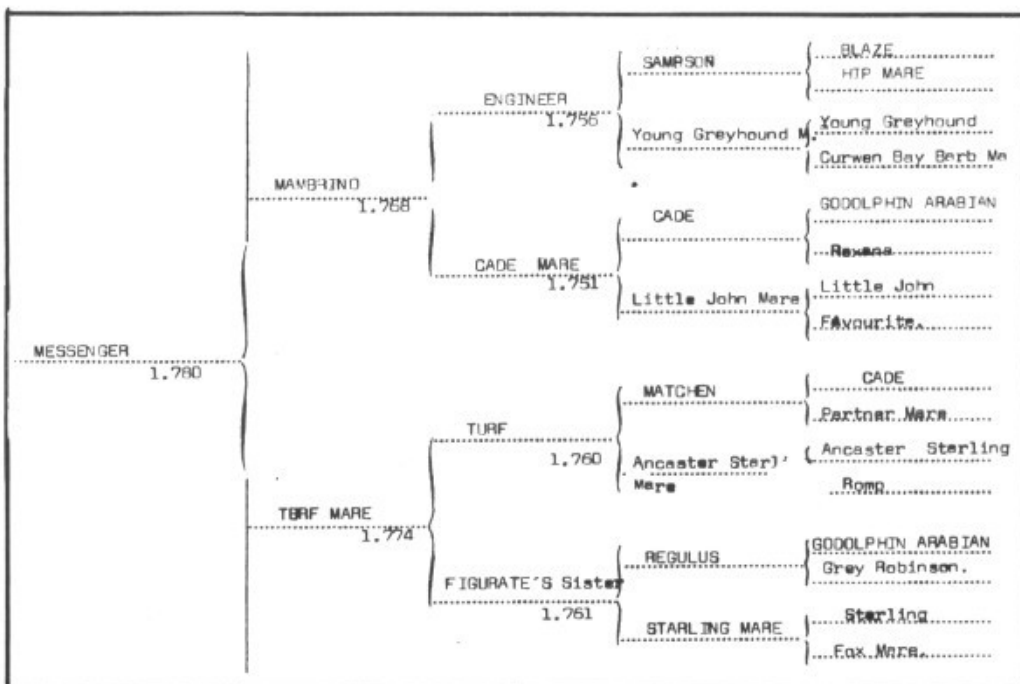 BLAZE
SAMPSON
HIP MARE
ENGINEER
1.756
Young Greyhound M.
Young Greyhound
Curwen Bay Barb Ma
MAMBRINO
1.768
GODOLPHIN ARABIAN
CADE
Roxana
CADE MARE
1.751
Little John Mare
Little John
FAvourite.
MESSENGER
1.780
CADE
MATCHEN
Partner Mare
TURF
1.760
Ancaster Starl'
Mare
Ancaster Sterling
Romp
TURF MARE
1.774
GODOLPHIN ARABIAN
REGULUS
Grey Robinson.
FIGURATE'S Sister
1.761
Sterling
STARLING MARE
Fox Mare.